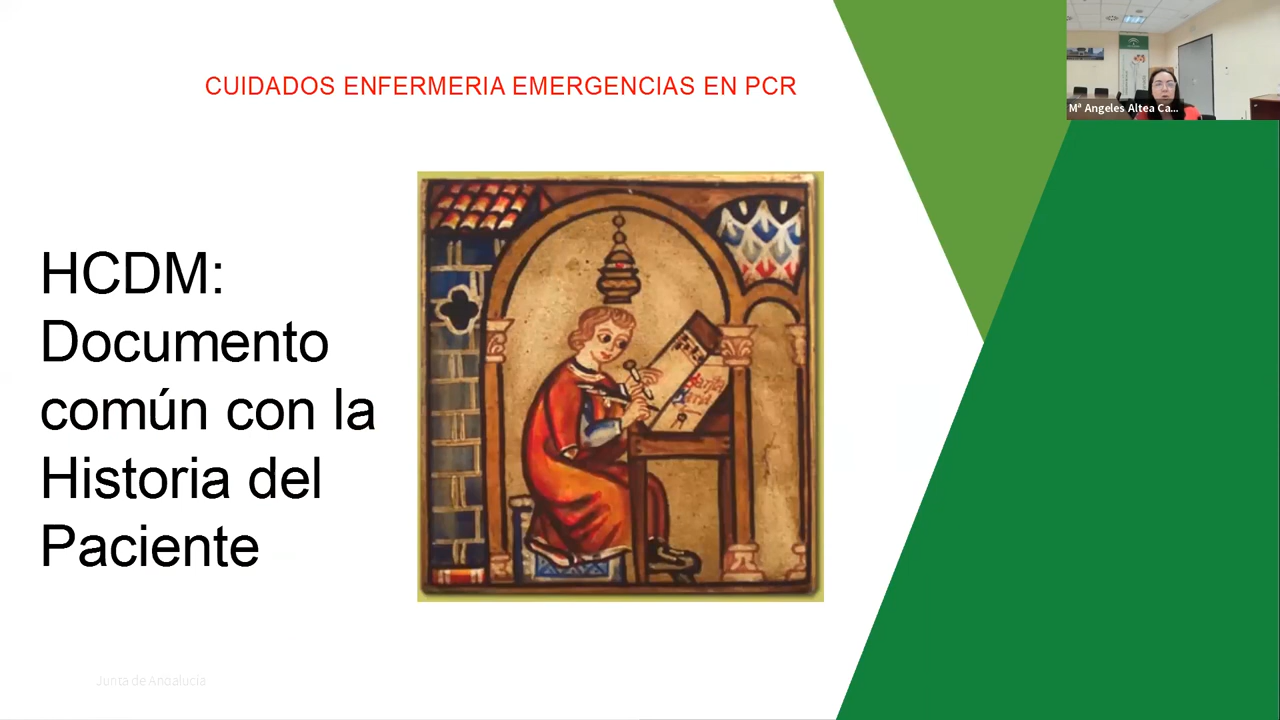 CUIDADOS ENFERMERIA EMERGENCIAS EN PCR
Mª Angeles Altea Ca...
HCDM:
Documento
común con la
Historia del
Paciente
Junta de Andalucía